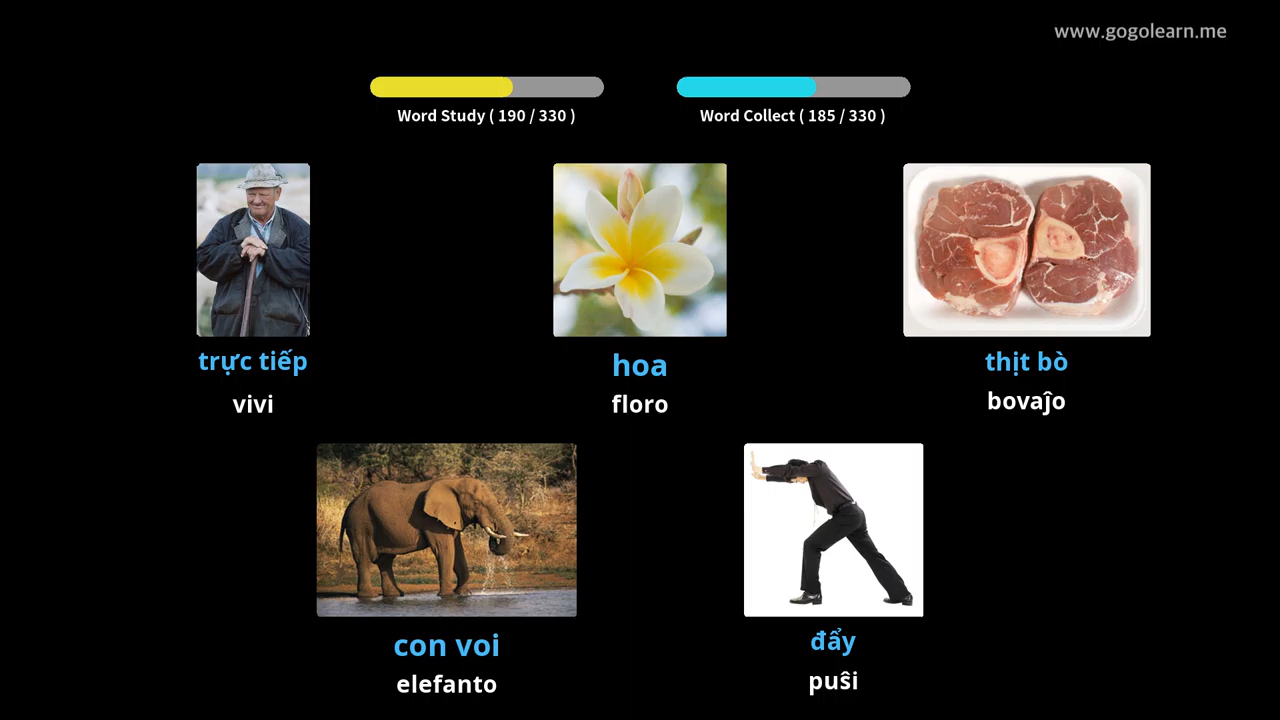 www.gogolearn.me
Word Study ( 190 / 330 )
Word Collect ( 185 / 330 )
trực tiếp
vivi
hoa
floro
thịt bò
bovaĵo
con voi
elefanto
đẩy
puŝi